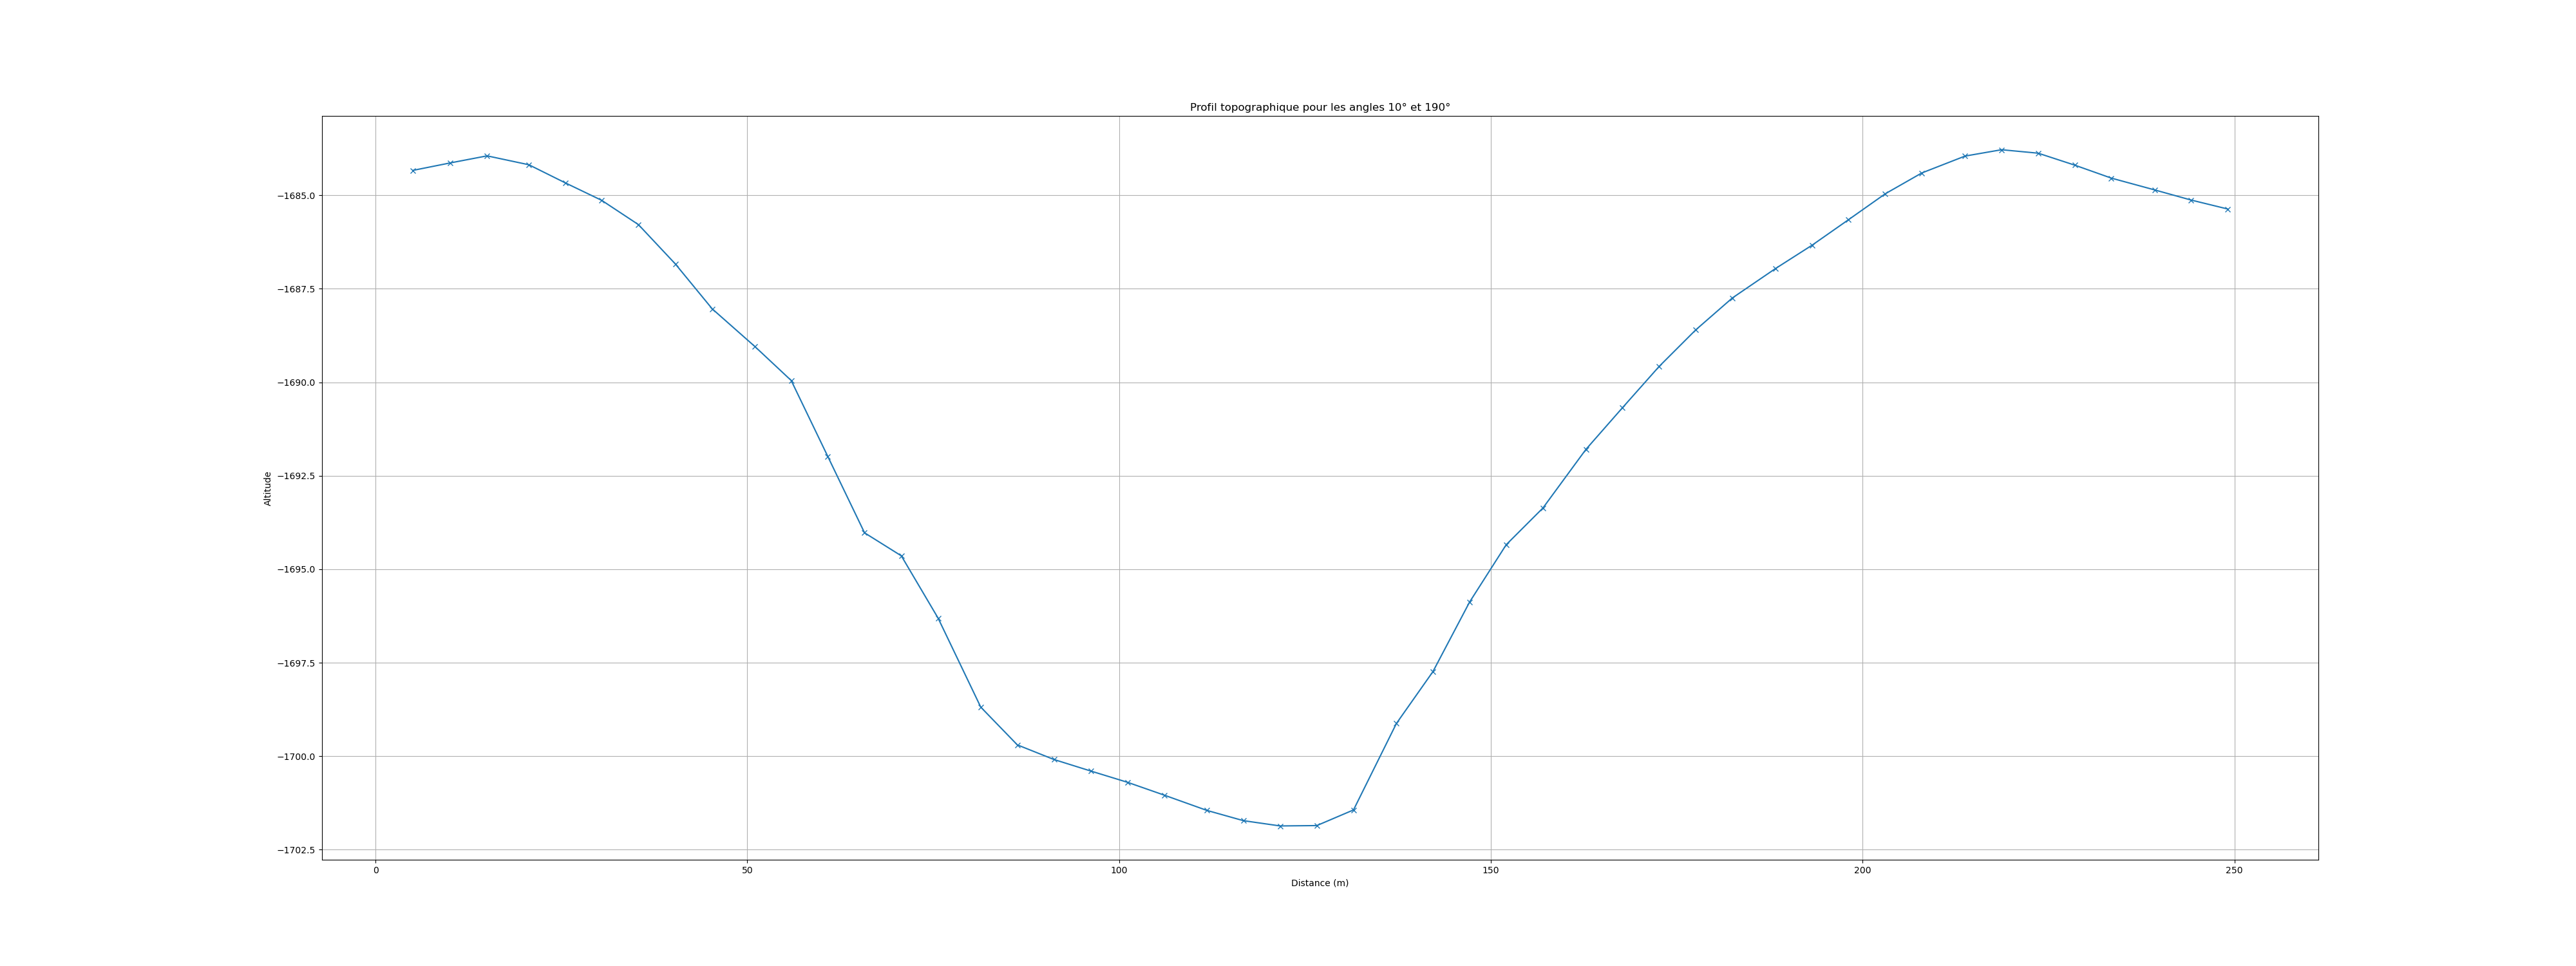 Profil topographique pour les angles 10° et 190°
−1685.0
−1687.5
−1690.0
−1692.5
−1695.0
−1697.5
−1700.0
−1702.5
Altitude
0 50 100 150 200 250
Distance (m)